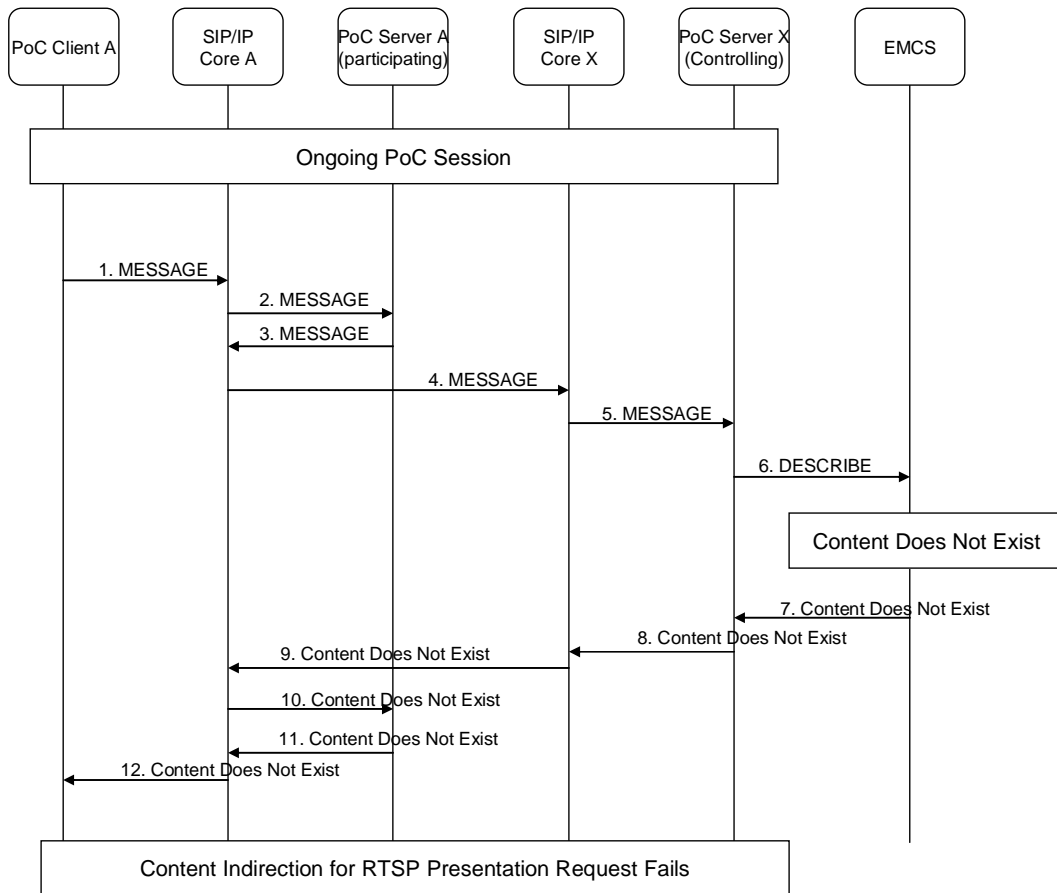 PoC Client A
SIP/IP
Core A
PoC Server A
(participating)
SIP/IP
Core X
PoC Server X
(Controlling)
EMCS
Ongoing PoC Session
1. MESSAGE
2. MESSAGE
3. MESSAGE
4. MESSAGE
5. MESSAGE
6. DESCRIBE
Content Does Not Exist
7. Content Does Not Exist
8. Content Does Not Exist
9. Content Does Not Exist
10. Content Does Not Exist
11. Content Does Not Exist
12. Content Does Not Exist
Content Indirection for RTSP Presentation Request Fails